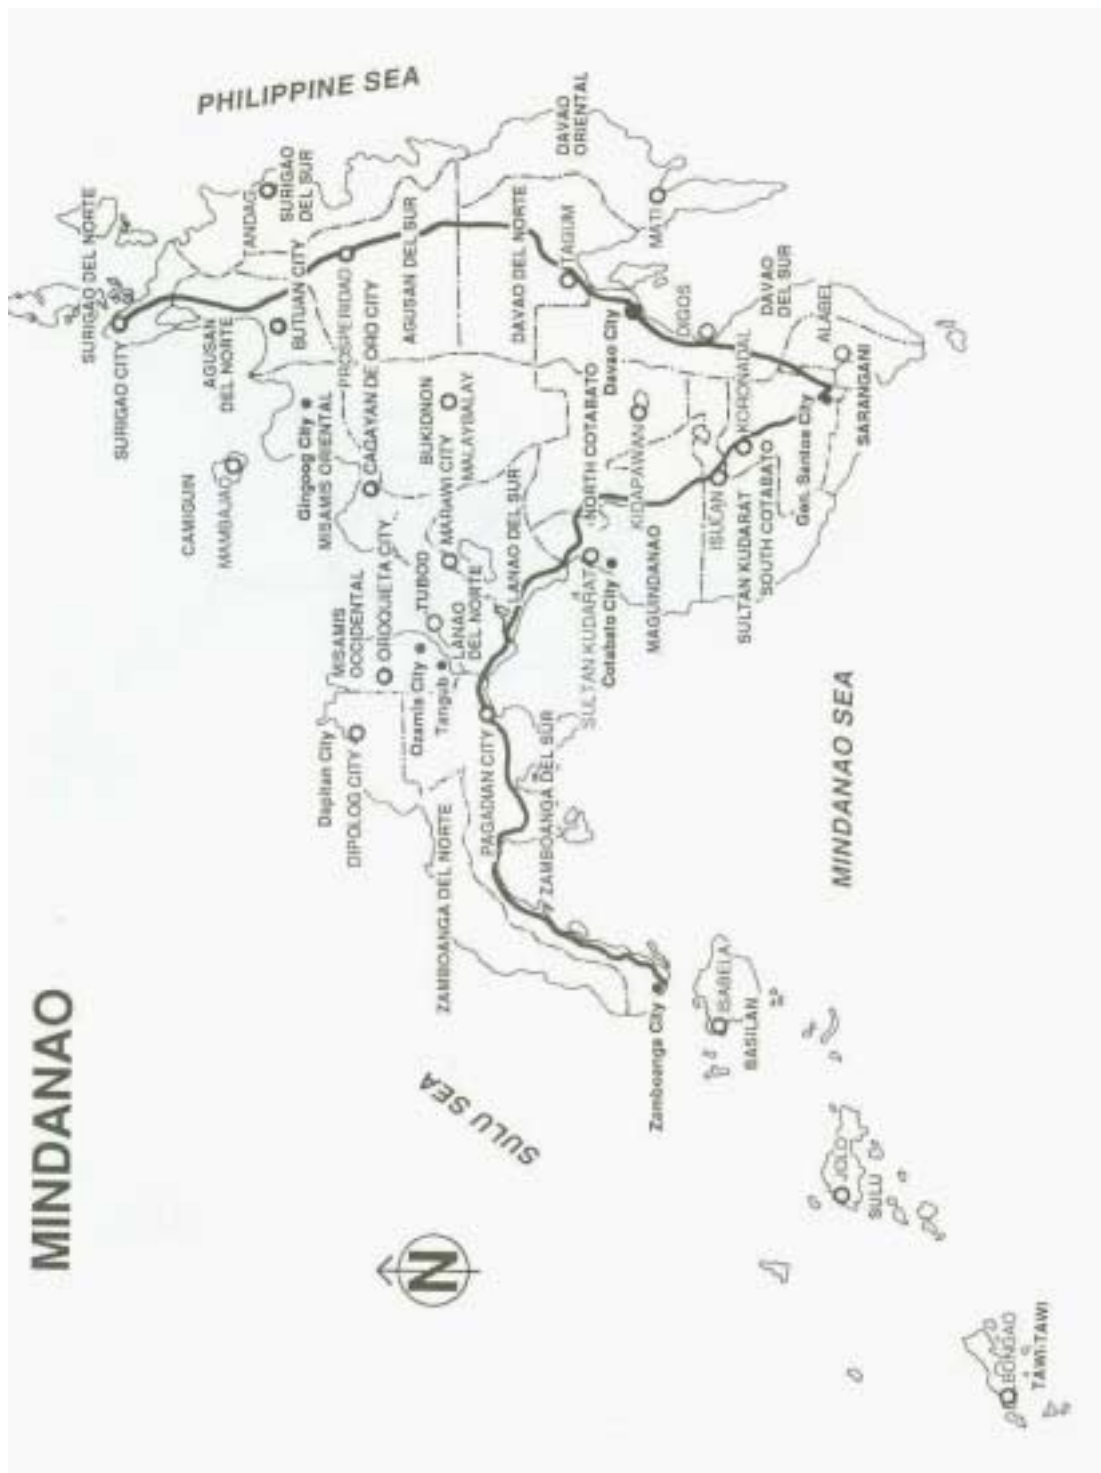 MINDANAO
PHILIPPINE SEA
SURIGAO DEL NORTE
SURIGAO CITY
TANDAG
SURIGAO
DEL SUR
AGUSAN
DEL NORTE
BUTUAN CITY
CAMIGUIN
MAMBAJAO
Gingoog City
MISAMIS ORIENTAL
PROSPERIDAD
CAGAYAN DE ORO CITY
AGUSAN DEL SUR
DAVAO
ORIENTAL
MISAMIS
OCCIDENTAL
OROQUIETA CITY
TUBOD
BUKIDNON
MARAWI CITY
MALAYBALAY
DAVAO DEL NORTE
TAGUM
MATI
Dapitan City
DIPOLOG CITY
Ozamis City
Tangub
LANAO
DEL NORTE
LANAO DEL SUR
NORTH COTABATO
Davao City
DIGOS
DAVAO
DEL SUR
ZAMBOANGA DEL NORTE
PAGADIAN CITY
ZAMBOANGA DEL SUR
SULTAN KUDARAT
Cotabato City
KIDAPAWAN
MAGUINDANAO
ISULAN
KORONADAL
ALABEL
SULTAN KUDARAT
SOUTH COTABATO
Gen. Santos City
SARANGANI
SULU SEA
Zamboanga City
ISABELA
BASILAN
MINDANAO SEA
N
JOLO
SULU
BONGAO
TAWI-TAWI